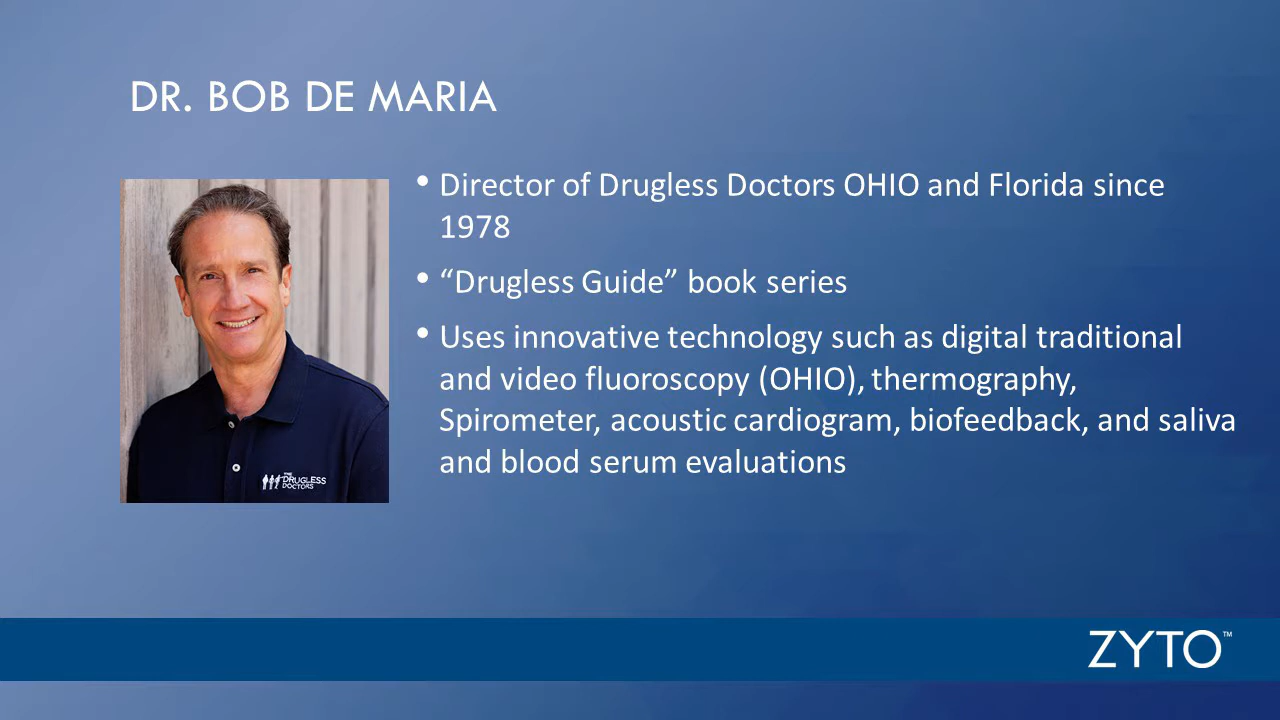 DR. BOB DE MARIA
• Director of Drugless Doctors OHIO and Florida since
1978
• “Drugless Guide” book series
• Uses innovative technology such as digital traditional
and video fluoroscopy (OHIO), thermography,
Spirometer, acoustic cardiogram, biofeedback, and saliva
and blood serum evaluations
THE
DRUGLESS
DOCTORS
ZYTO™